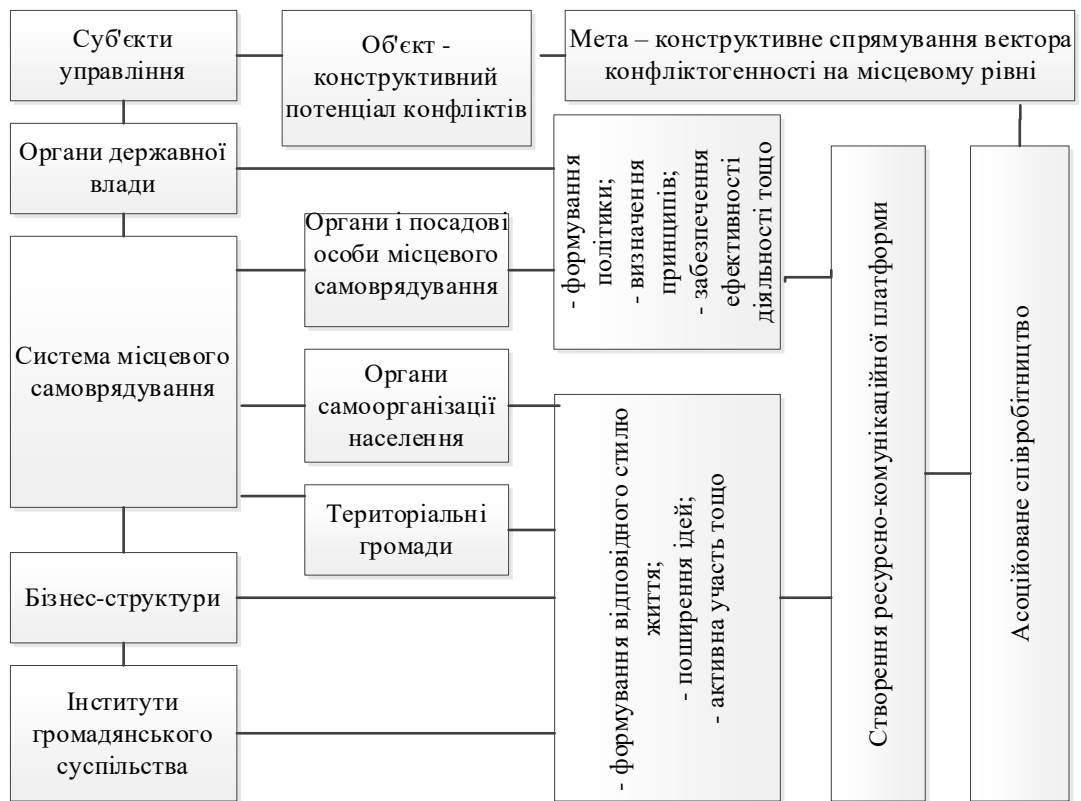 Суб'єкти
управління
Об'єкт -
конструктивний
потенціал конфліктів
Мета – конструктивне спрямування вектора
конфліктогенності на місцевому рівні
Органи державної
влади
Система місцевого
самоврядування
Бізнес-структури
Інститути
громадянського
суспільства
Органи і посадові
особи місцевого
самоврядування
Органи
самоорганізації
населення
Територіальні
громади
- формування
політики;
- визначення
принципів;
- забезпечення
ефективності
діяльності тощо
- формування відповідного стилю
життя;
- поширення ідей;
- активна участь тощо
Створення ресурсно-комунікаційної платформи
Асоційоване співробітництво